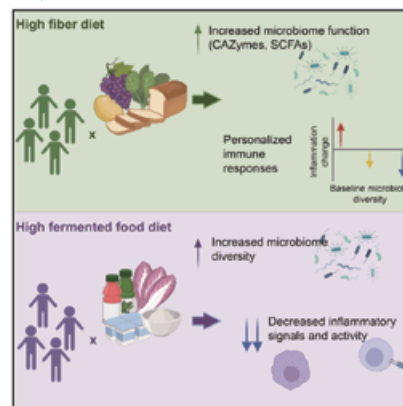 High fiber diet
Increased microbiome function
(CAZymes, SCFAs)
x
Personalized
immune
responses
Inflammation
change
Baseline
diversity
High fermented food diet
Increased microbiome
diversity
x
Decreased inflammatory
signals and activity